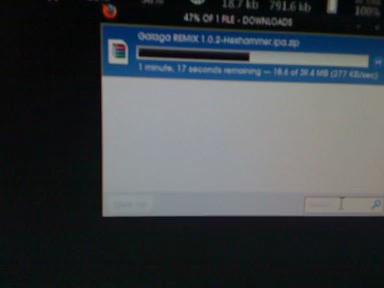 18.7 kb 791.6 kb
100%
47% OF 1 FILE - DOWNLOADS
Galaga REMIX 1.0.2-Hexhammer.ipa.zip
1 minute, 17 seconds remaining — 18.6 of 39.4 MB (277 KB/sec)